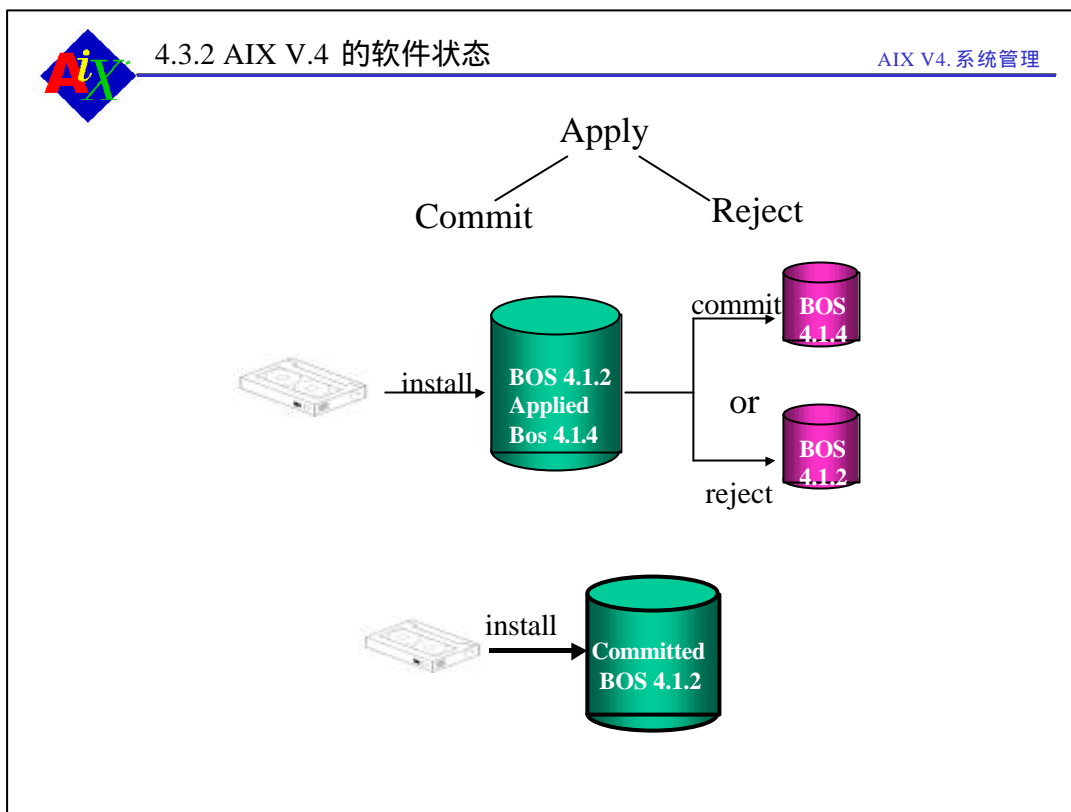 AiX
4.3.2 AIX V.4 的软件状态
AIX V4.系统管理
Apply
Commit
Reject
install
BOS 4.1.2
Applied
Bos 4.1.4
commit
BOS
4.1.4
or
BOS
4.1.2
reject
install
Committed
BOS 4.1.2